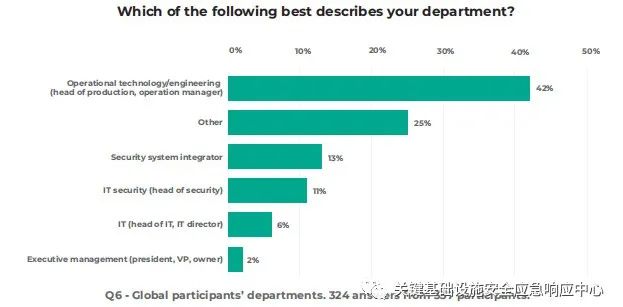 Which of the following best describes your department?
0% 10% 20% 30% 40% 50%
Operational technology/engineering
(head of production, operation manager) 42%
Other 25%
Security system integrator 13%
IT security (head of security) 11%
IT (head of IT, IT director) 6%
Executive management (president, VP, owner) 2%
Q6 - Global participants' departments. 324 from participants.
关键基础设施安全应急响应中心